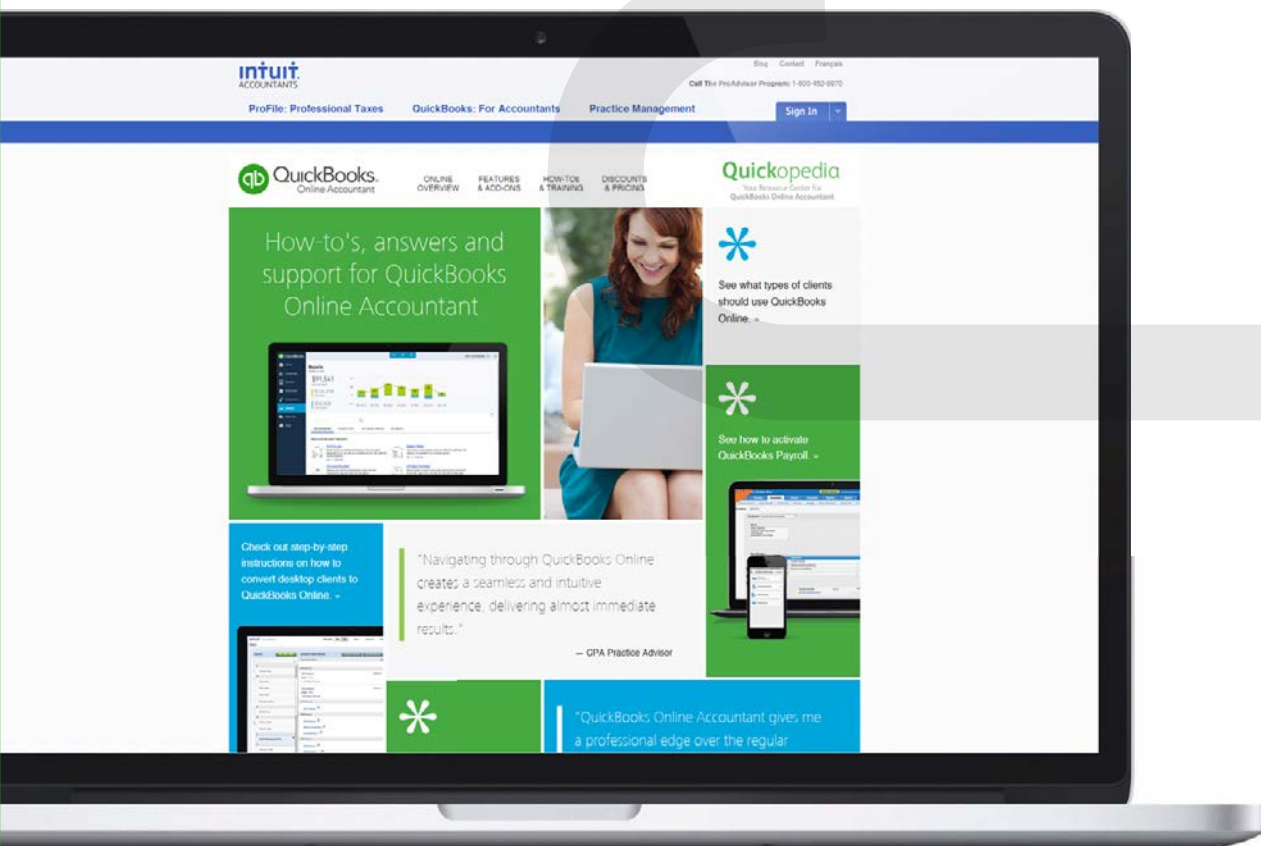 ıntuıt.
ACCOUNTANTS
Blog Contact Français
Call The ProAdvisor Program: 1-800-452-9970
ProFile: Professional Taxes QuickBooks: For Accountants Practice Management Sign In
qb QuickBooks.
Online Accountant
ONLINE OVERVIEW
FEATURES & ADD-ONS
HOW-TOs & TRAINING
DISCOUNTS & PRICING
Quickopedia
Your Resource Center for
QuickBooks Online Accountant
How-to's, answers and
support for QuickBooks
Online Accountant
$91,541
See what types of clients
should use QuickBooks
Online. »
See how to activate
QuickBooks Payroll. »
Check out step-by-step
instructions on how to
convert desktop clients to
QuickBooks Online. »
"Navigating through QuickBooks Online
creates a seamless and intuitive
experience, delivering almost immediate
results."
— CPA Practice Advisor
"QuickBooks Online Accountant gives me
a professional edge over the regular